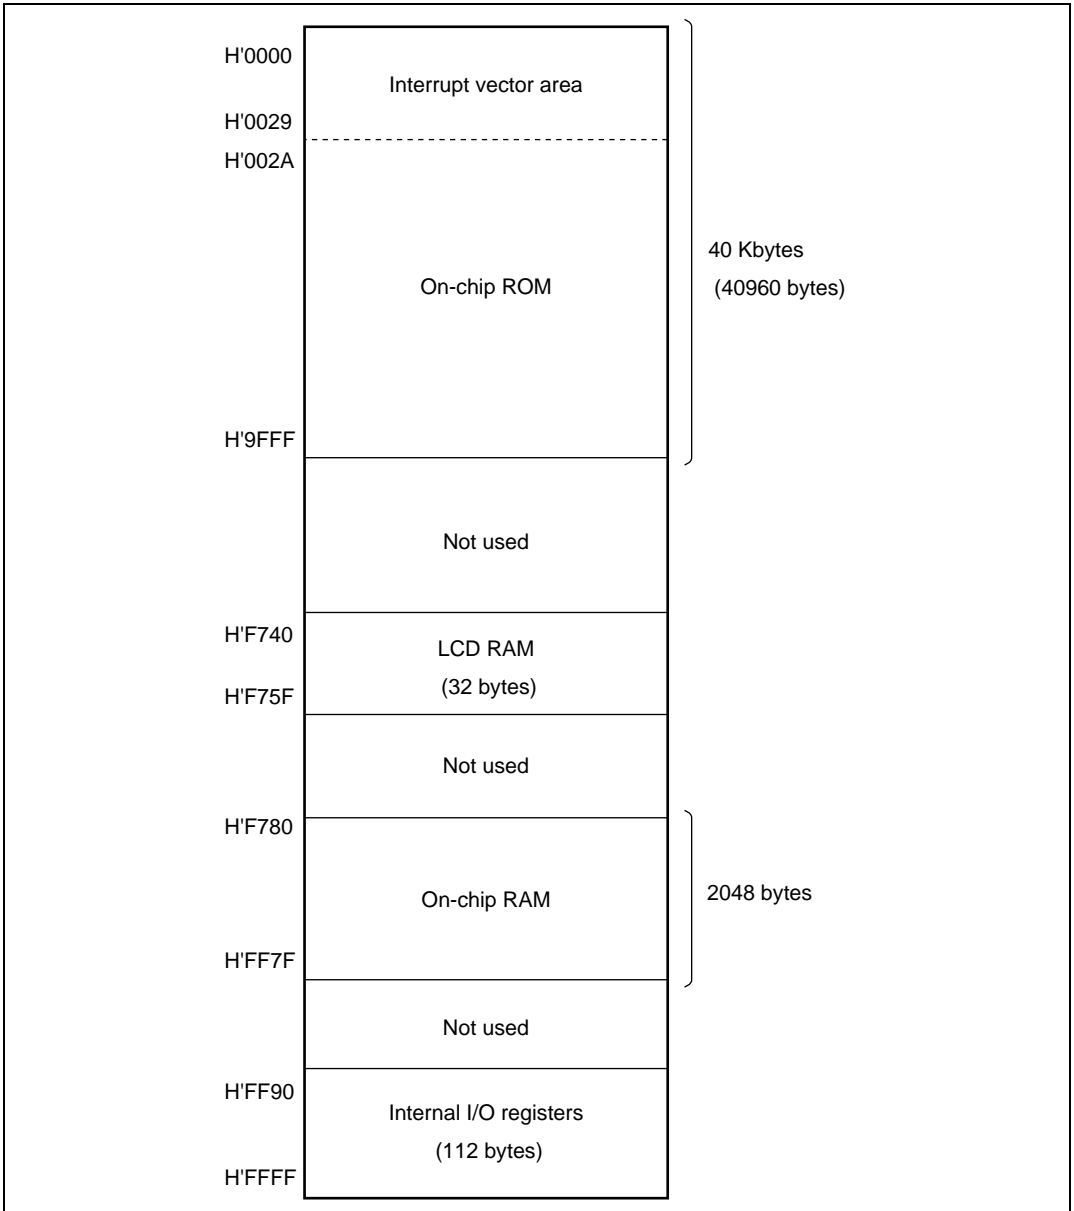 H'0000
Interrupt vector area
H'0029
H'002A
40 Kbytes
On-chip ROM
(40960 bytes)
H'9FFF
Not used
H'F740
LCD RAM
(32 bytes)
H'F75F
Not used
H'F780
On-chip RAM
2048 bytes
H'FF7F
Not used
H'FF90
Internal I/O registers
(112 bytes)
H'FFFF